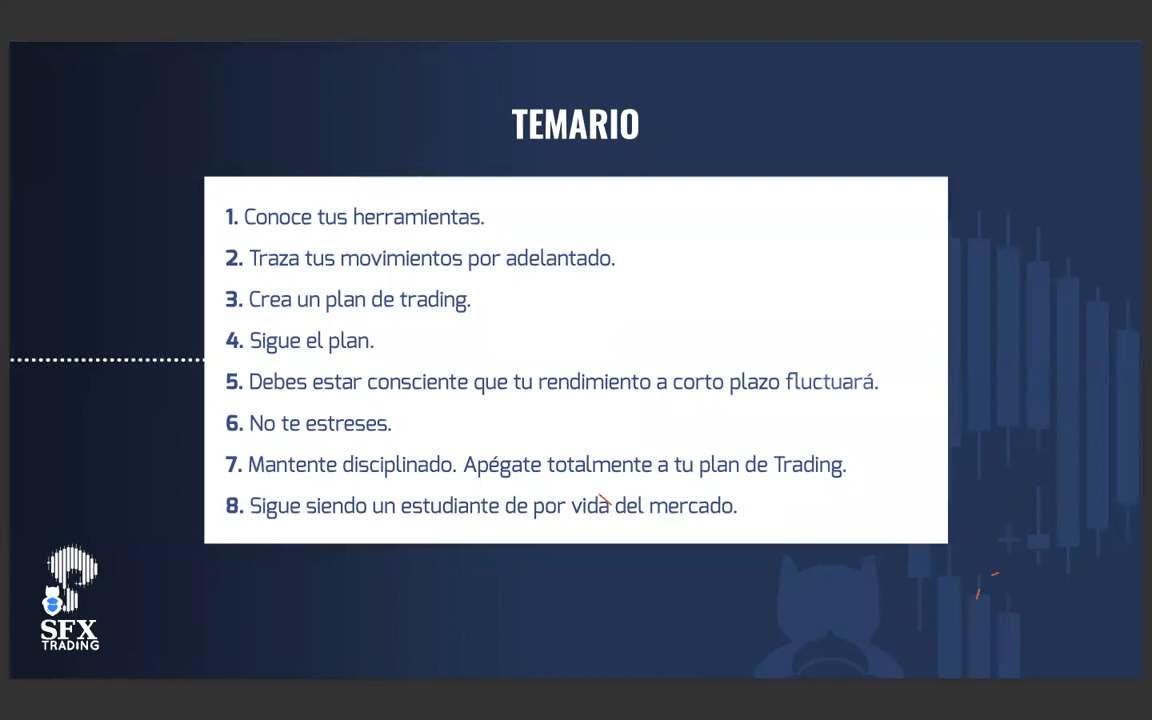 TEMARIO
1. Conoce tus herramientas.
2. Traza tus movimientos por adelantado.
3. Crea un plan de trading.
4. Sigue el plan.
5. Debes estar consciente que tu rendimiento a corto plazo fluctuará.
6. No te estreses.
7. Mantente disciplinado. Apégate totalmente a tu plan de Trading.
8. Sigue siendo un estudiante de por vida del mercado.
SFX
TRADING